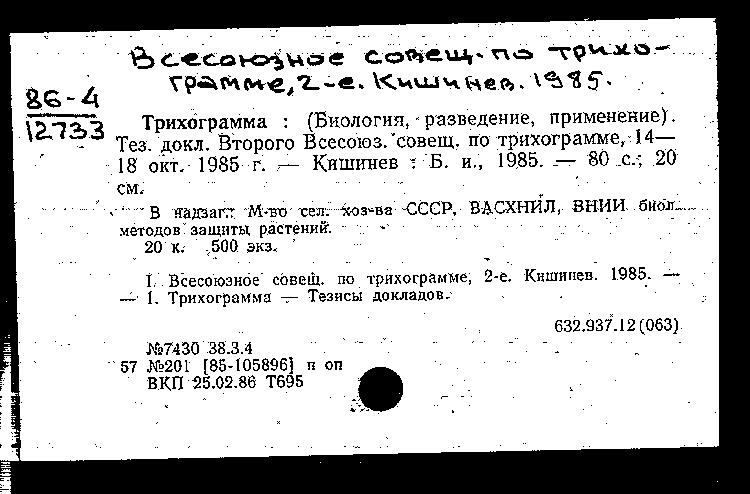 Всесоюзное совещ. по трихо-
грамме, 2-е. Кишинев. 1985.
86-4
12733
Трихограмма : (Биология, разведение, применение).
Тез. докл. Второго Всесоюз. совещ. по трихограмме, 14—
18 окт. 1985 г. — Кишинев : Б. и., 1985. — 80 с.; 20
см.
В надзаг.: М-во сел. хоз-ва СССР, ВАСХНИЛ, ВНИИ биол.
методов защиты растений.
20 к. 500 экз.
I. Всесоюзное совещ. по трихограмме, 2-е. Кишинев. 1985. —
— 1. Трихограмма — Тезисы докладов.
632.937.12(063)
№7430 38.3.4
57 №201 [85-105896] п оп
ВКП 25.02.86 Т695